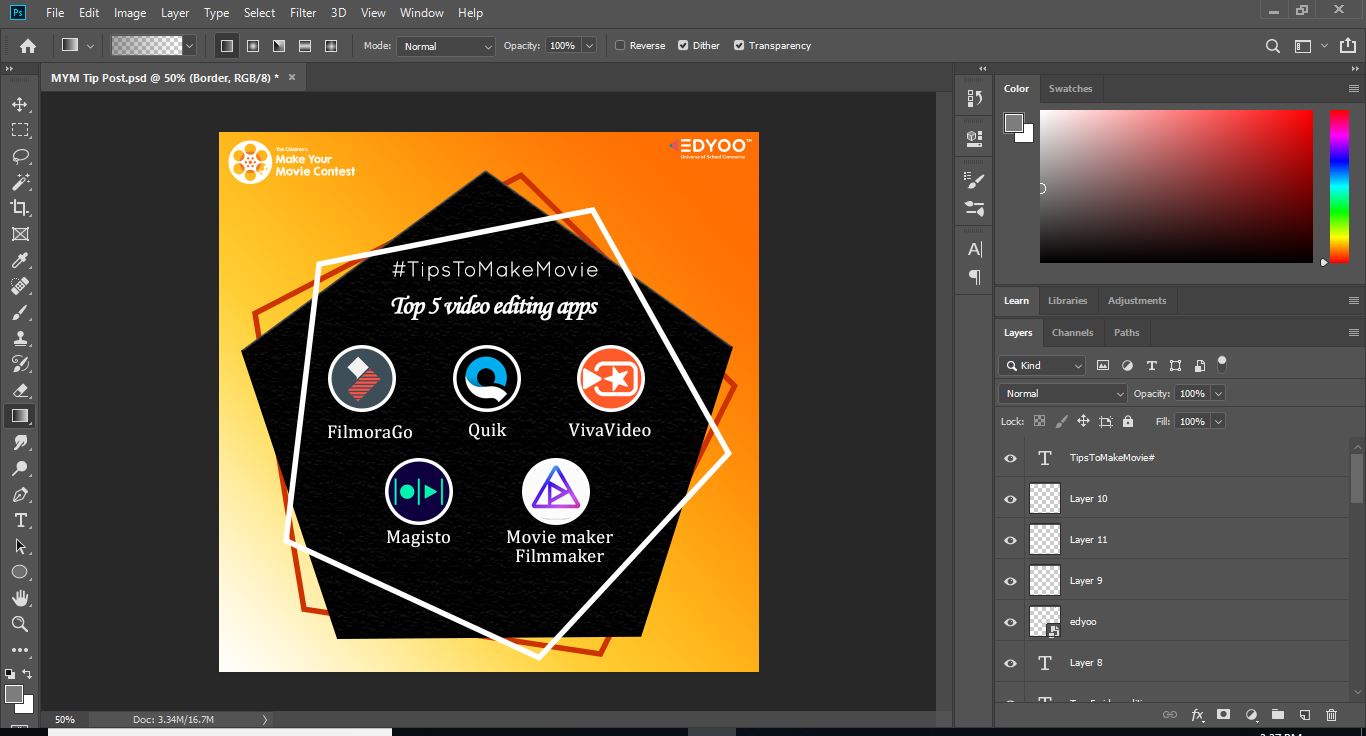 Ps File Edit Image Layer Type Select Filter 3D View Window Help
Mode: Normal Opacity: 100% Reverse Dither Transparency
MYM Tip Post.psd @ 50% (Border, RGB/8) * ×
The Children's
Make Your
Movie Contest
EDYOO™
Universe of School Commerce
#TipsToMakeMovie
Top 5 video editing apps
FilmoraGo Quik VivaVideo
Magisto Movie maker
Filmmaker
50% Doc: 3.34M/16.7M
Color Swatches
Learn Libraries Adjustments
Layers Channels Paths
Kind
Normal Opacity: 100%
Lock: Fill: 100%
TipsToMakeMovie#
Layer 10
Layer 11
Layer 9
edyoo
Layer 8